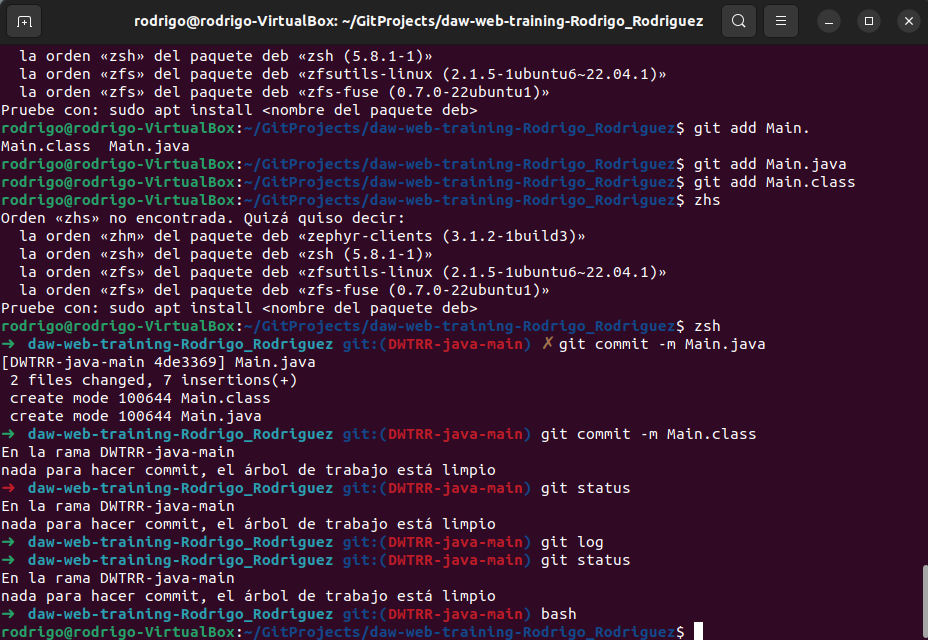 rodrigo@rodrigo-VirtualBox: ~/GitProjects/daw-web-training-Rodrigo_Rodriguez
  la orden «zsh» del paquete deb «zsh (5.8.1-1)»
  la orden «zfs» del paquete deb «zfsutils-linux (2.1.5-1ubuntu6~22.04.1)»
  la orden «zfs» del paquete deb «zfs-fuse (0.7.0-22ubuntu1)»
Pruebe con: sudo apt install <nombre del paquete deb>
rodrigo@rodrigo-VirtualBox:~/GitProjects/daw-web-training-Rodrigo_Rodriguez$ git add Main.
Main.class  Main.java
rodrigo@rodrigo-VirtualBox:~/GitProjects/daw-web-training-Rodrigo_Rodriguez$ git add Main.java
rodrigo@rodrigo-VirtualBox:~/GitProjects/daw-web-training-Rodrigo_Rodriguez$ git add Main.class
rodrigo@rodrigo-VirtualBox:~/GitProjects/daw-web-training-Rodrigo_Rodriguez$ zhs
Orden «zhs» no encontrada. Quizá quiso decir:
  la orden «zhm» del paquete deb «zephyr-clients (3.1.2-1build3)»
  la orden «zsh» del paquete deb «zsh (5.8.1-1)»
  la orden «zfs» del paquete deb «zfsutils-linux (2.1.5-1ubuntu6~22.04.1)»
  la orden «zfs» del paquete deb «zfs-fuse (0.7.0-22ubuntu1)»
Pruebe con: sudo apt install <nombre del paquete deb>
rodrigo@rodrigo-VirtualBox:~/GitProjects/daw-web-training-Rodrigo_Rodriguez$ zsh
➜  daw-web-training-Rodrigo_Rodriguez git:(DWTRR-java-main) ✗ git commit -m Main.java
[DWTRR-java-main 4de3369] Main.java
 2 files changed, 7 insertions(+)
 create mode 100644 Main.class
 create mode 100644 Main.java
➜  daw-web-training-Rodrigo_Rodriguez git:(DWTRR-java-main) git commit -m Main.class
En la rama DWTRR-java-main
nada para hacer commit, el árbol de trabajo está limpio
➜  daw-web-training-Rodrigo_Rodriguez git:(DWTRR-java-main) git status
En la rama DWTRR-java-main
nada para hacer commit, el árbol de trabajo está limpio
➜  daw-web-training-Rodrigo_Rodriguez git:(DWTRR-java-main) git log
➜  daw-web-training-Rodrigo_Rodriguez git:(DWTRR-java-main) git status
En la rama DWTRR-java-main
nada para hacer commit, el árbol de trabajo está limpio
➜  daw-web-training-Rodrigo_Rodriguez git:(DWTRR-java-main) bash
rodrigo@rodrigo-VirtualBox:~/GitProjects/daw-web-training-Rodrigo_Rodriguez$